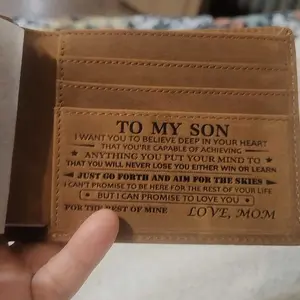 TO MY SON
I WANT YOU TO BELIEVE DEEP IN YOUR HEART
THAT YOU'RE CAPABLE OF ACHIEVING
ANYTHING YOU PUT YOUR MIND TO
THAT YOU WILL NEVER LOSE YOU EITHER WIN OR LEARN
JUST GO FORTH AND AIM FOR THE SKIES
I CAN'T PROMISE TO BE HERE FOR THE REST OF YOUR LIFE
BUT I CAN PROMISE TO LOVE YOU
FOR THE REST OF MINE LOVE, MOM